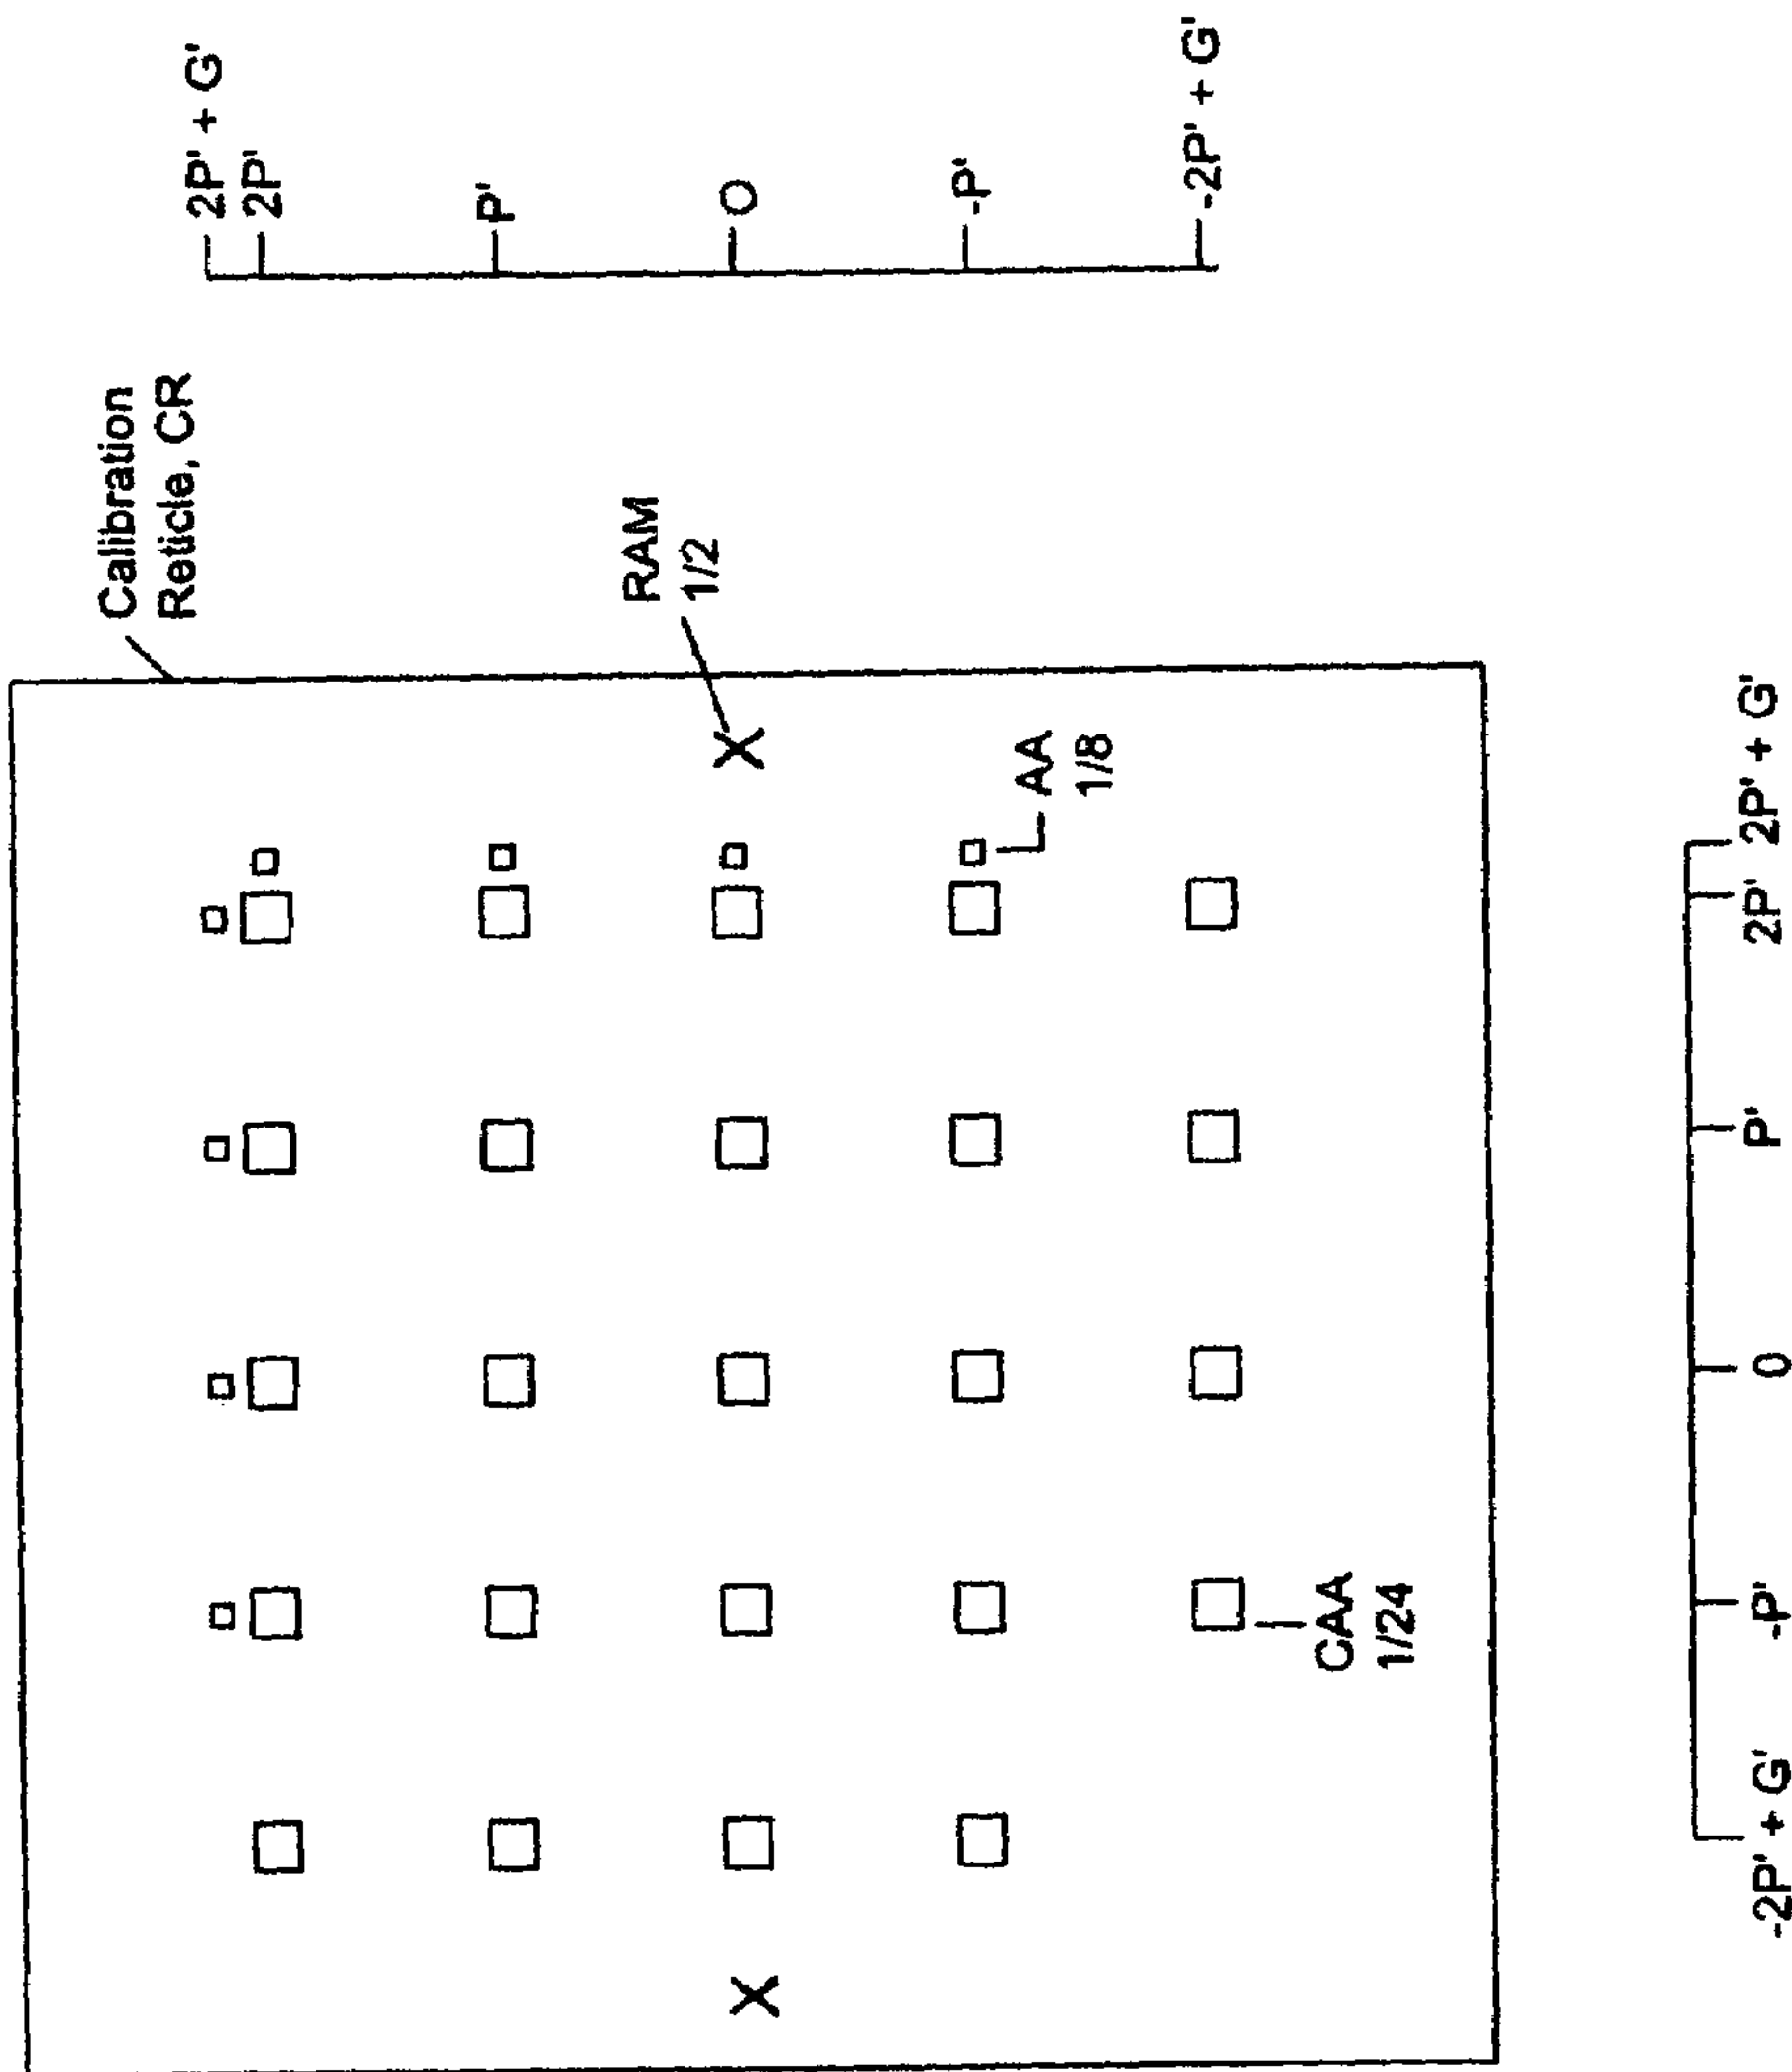 Calibration
Reticle, CR
2P' + G'
2P'
P'
RAM
1/2
O
-P'
AA
1/8
-2P' + G'
CAA
1/24
-2P' + G'
-P'
0
P'
2P'
2P' + G'